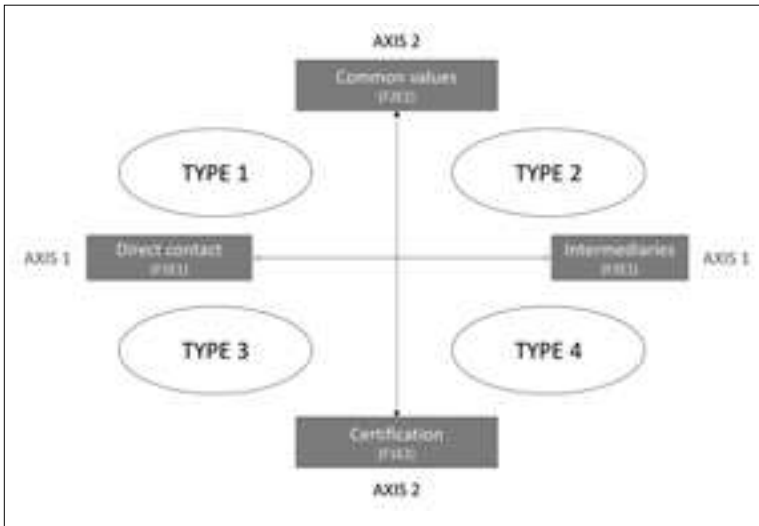 AXIS 2
Common values
TYPE 1
TYPE 2
AXIS 1
Direct contact
Intermediaries
AXIS 1
TYPE 3
TYPE 4
Certification
AXIS 2